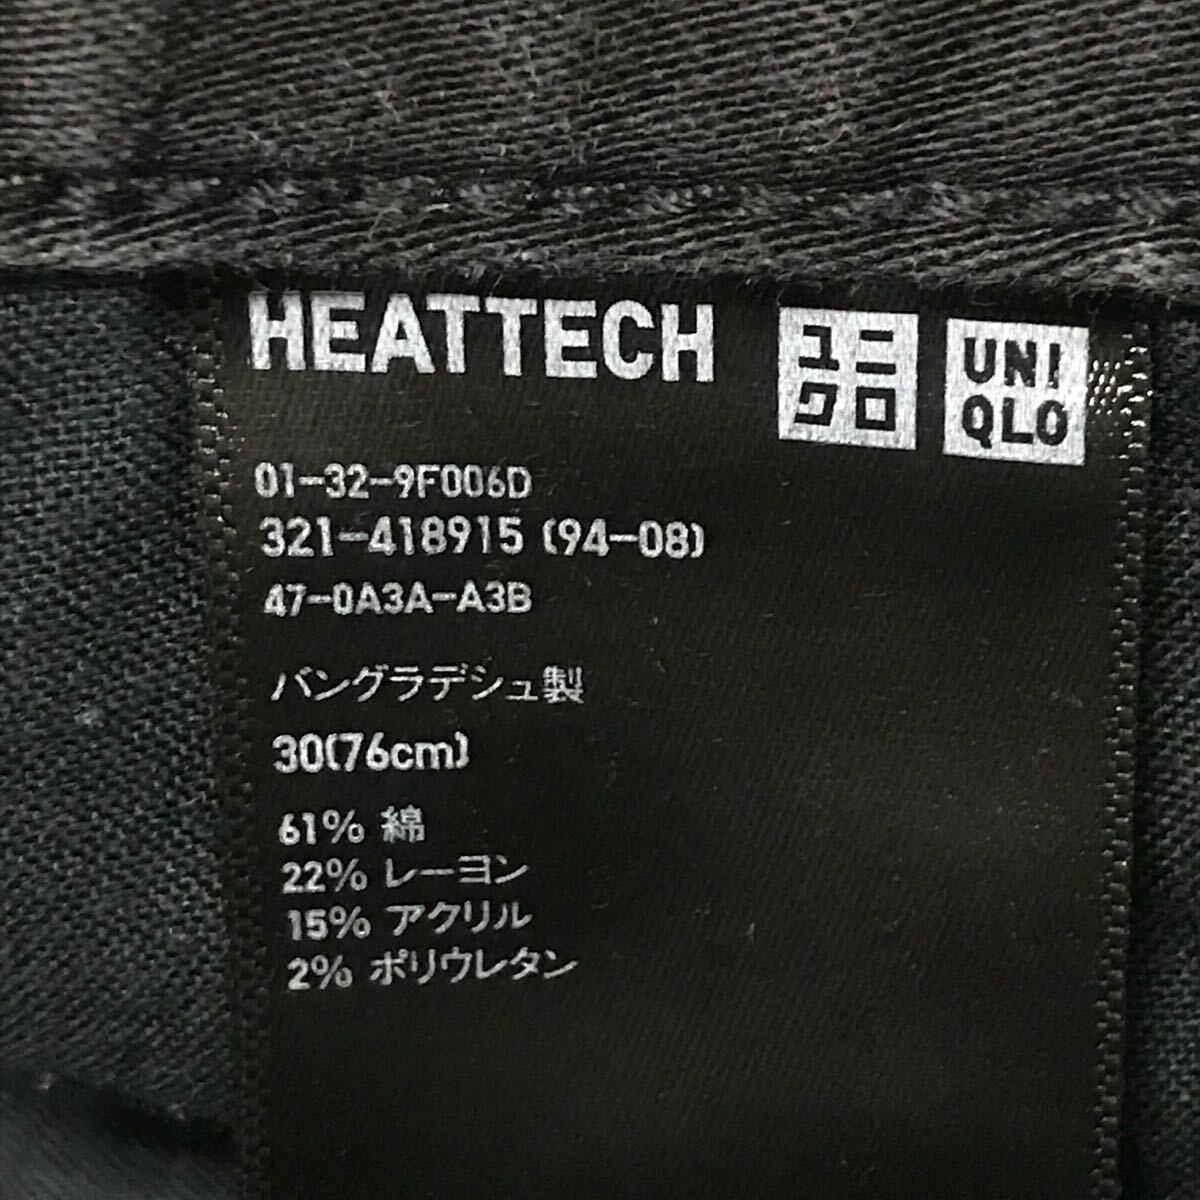 HEATTECH
ユニ
クロ
UNI
QLO
01-32-9F006D
321-418915 (94-08)
47-0A3A-A3B
バングラデシュ製
30(76cm)
61% 綿
22% レーヨン
15% アクリル
2% ポリウレタン